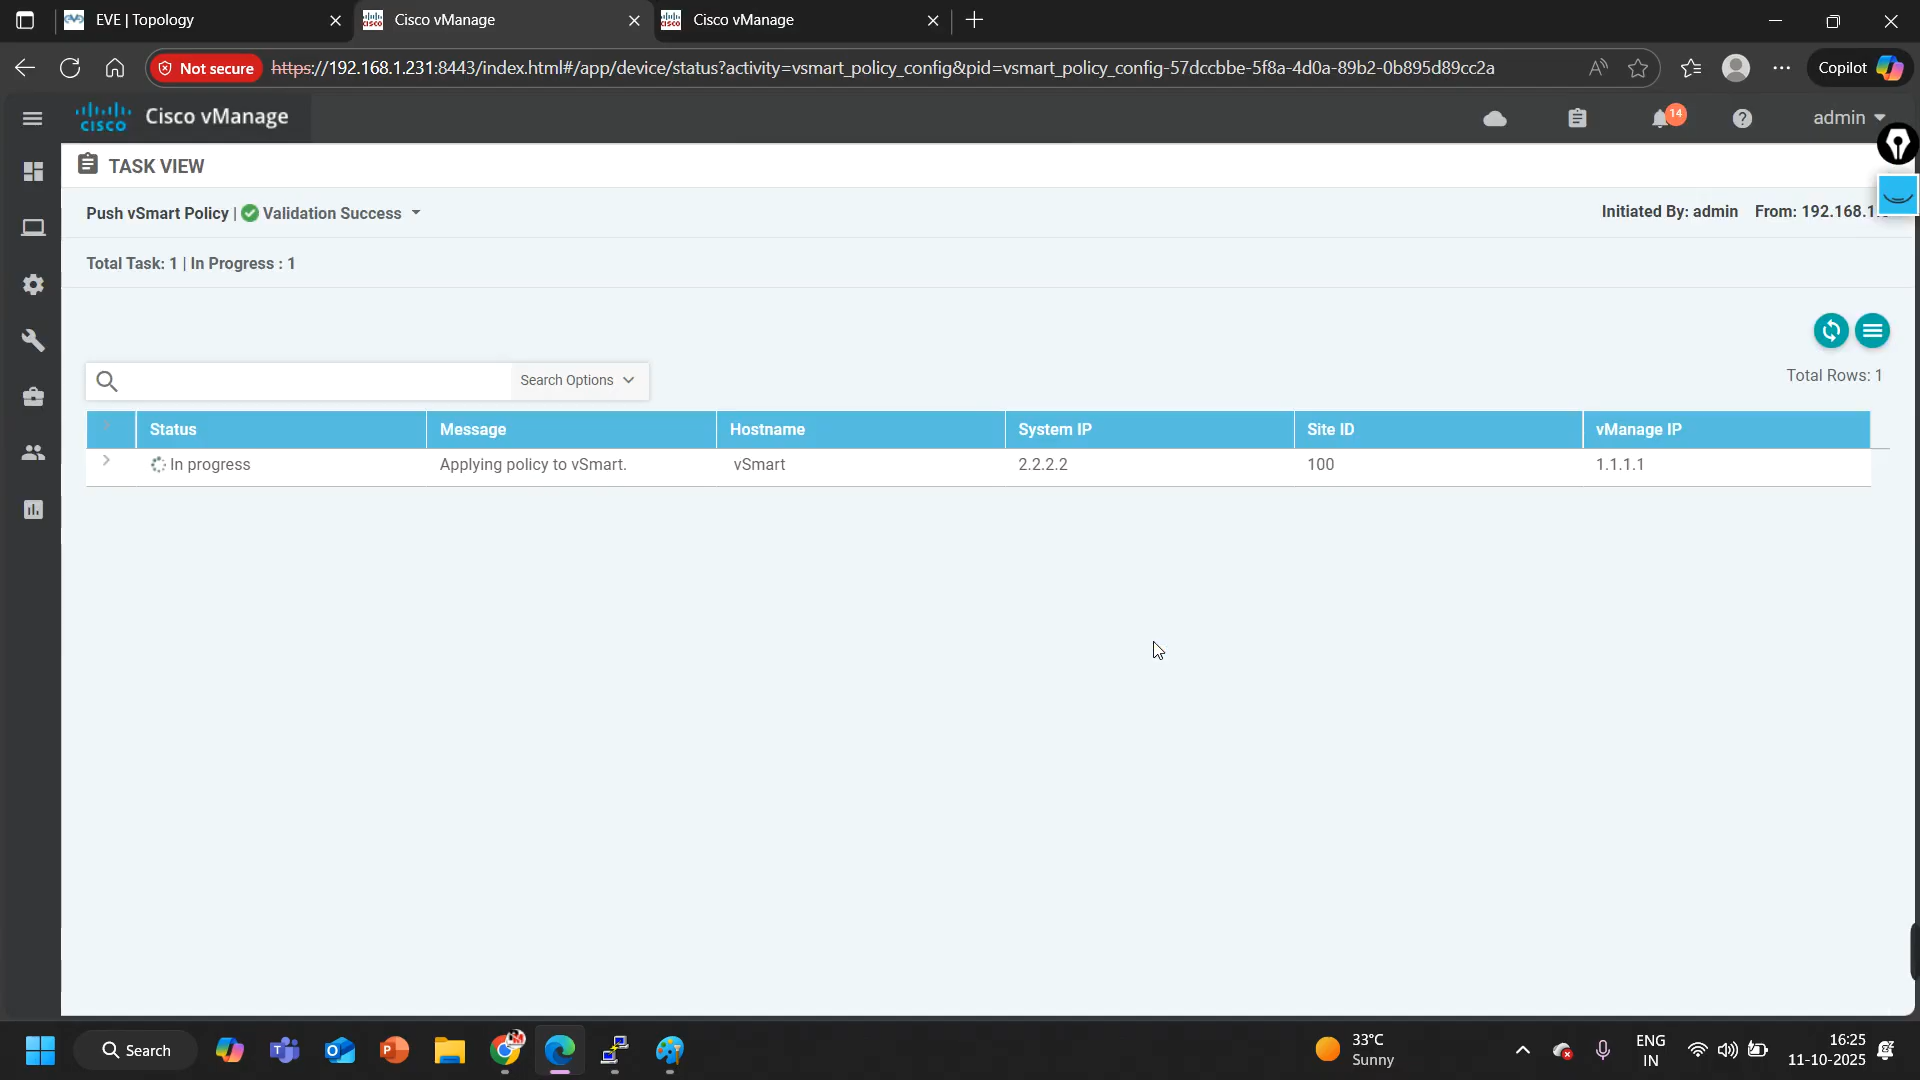 EVE | Topology
Cisco vManage
Cisco vManage
Not secure
https://192.168.1.231:8443/index.html#/app/device/status?activity=vsmart_policy_config&pid=vsmart_policy_config-57dccbbe-5f8a-4d0a-89b2-0b895d89cc2a
Copilot
cisco
Cisco vManage
14
admin
TASK VIEW
Push vSmart Policy | Validation Success
Initiated By: admin From: 192.168.1.
Total Task: 1 | In Progress : 1
Search Options
Total Rows: 1
Status Message Hostname System IP Site ID vManage IP
In progress Applying policy to vSmart. vSmart 2.2.2.2 100 1.1.1.1
Search
33°C
Sunny
ENG
IN
16:25
11-10-2025